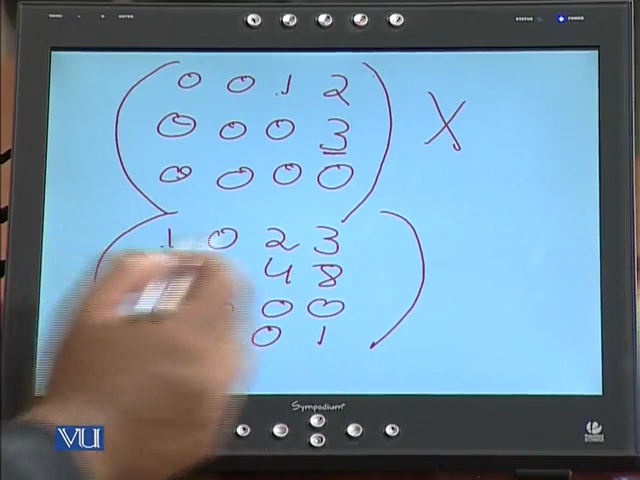 MENU - + ENTER STATUS POWER
0 0 1 2
0 0 0 3 X
0 0 0 0
1 0 2 3
4 8
0 0
0 1
Sympodium
VU